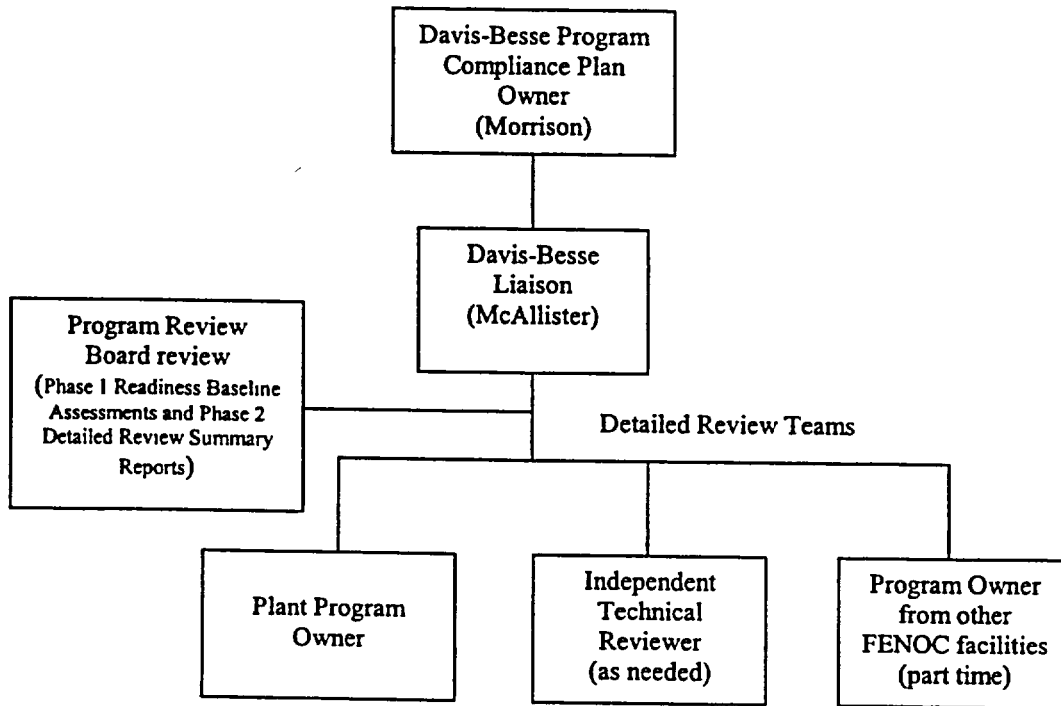 Davis-Besse Program
Compliance Plan
Owner
(Morrison)
Davis-Besse
Liaison
(McAllister)
Program Review
Board review
(Phase 1 Readiness Baseline
Assessments and Phase 2
Detailed Review Summary
Reports)
Detailed Review Teams
Plant Program
Owner
Independent
Technical
Reviewer
(as needed)
Program Owner
from other
FENOC facilities
(part time)